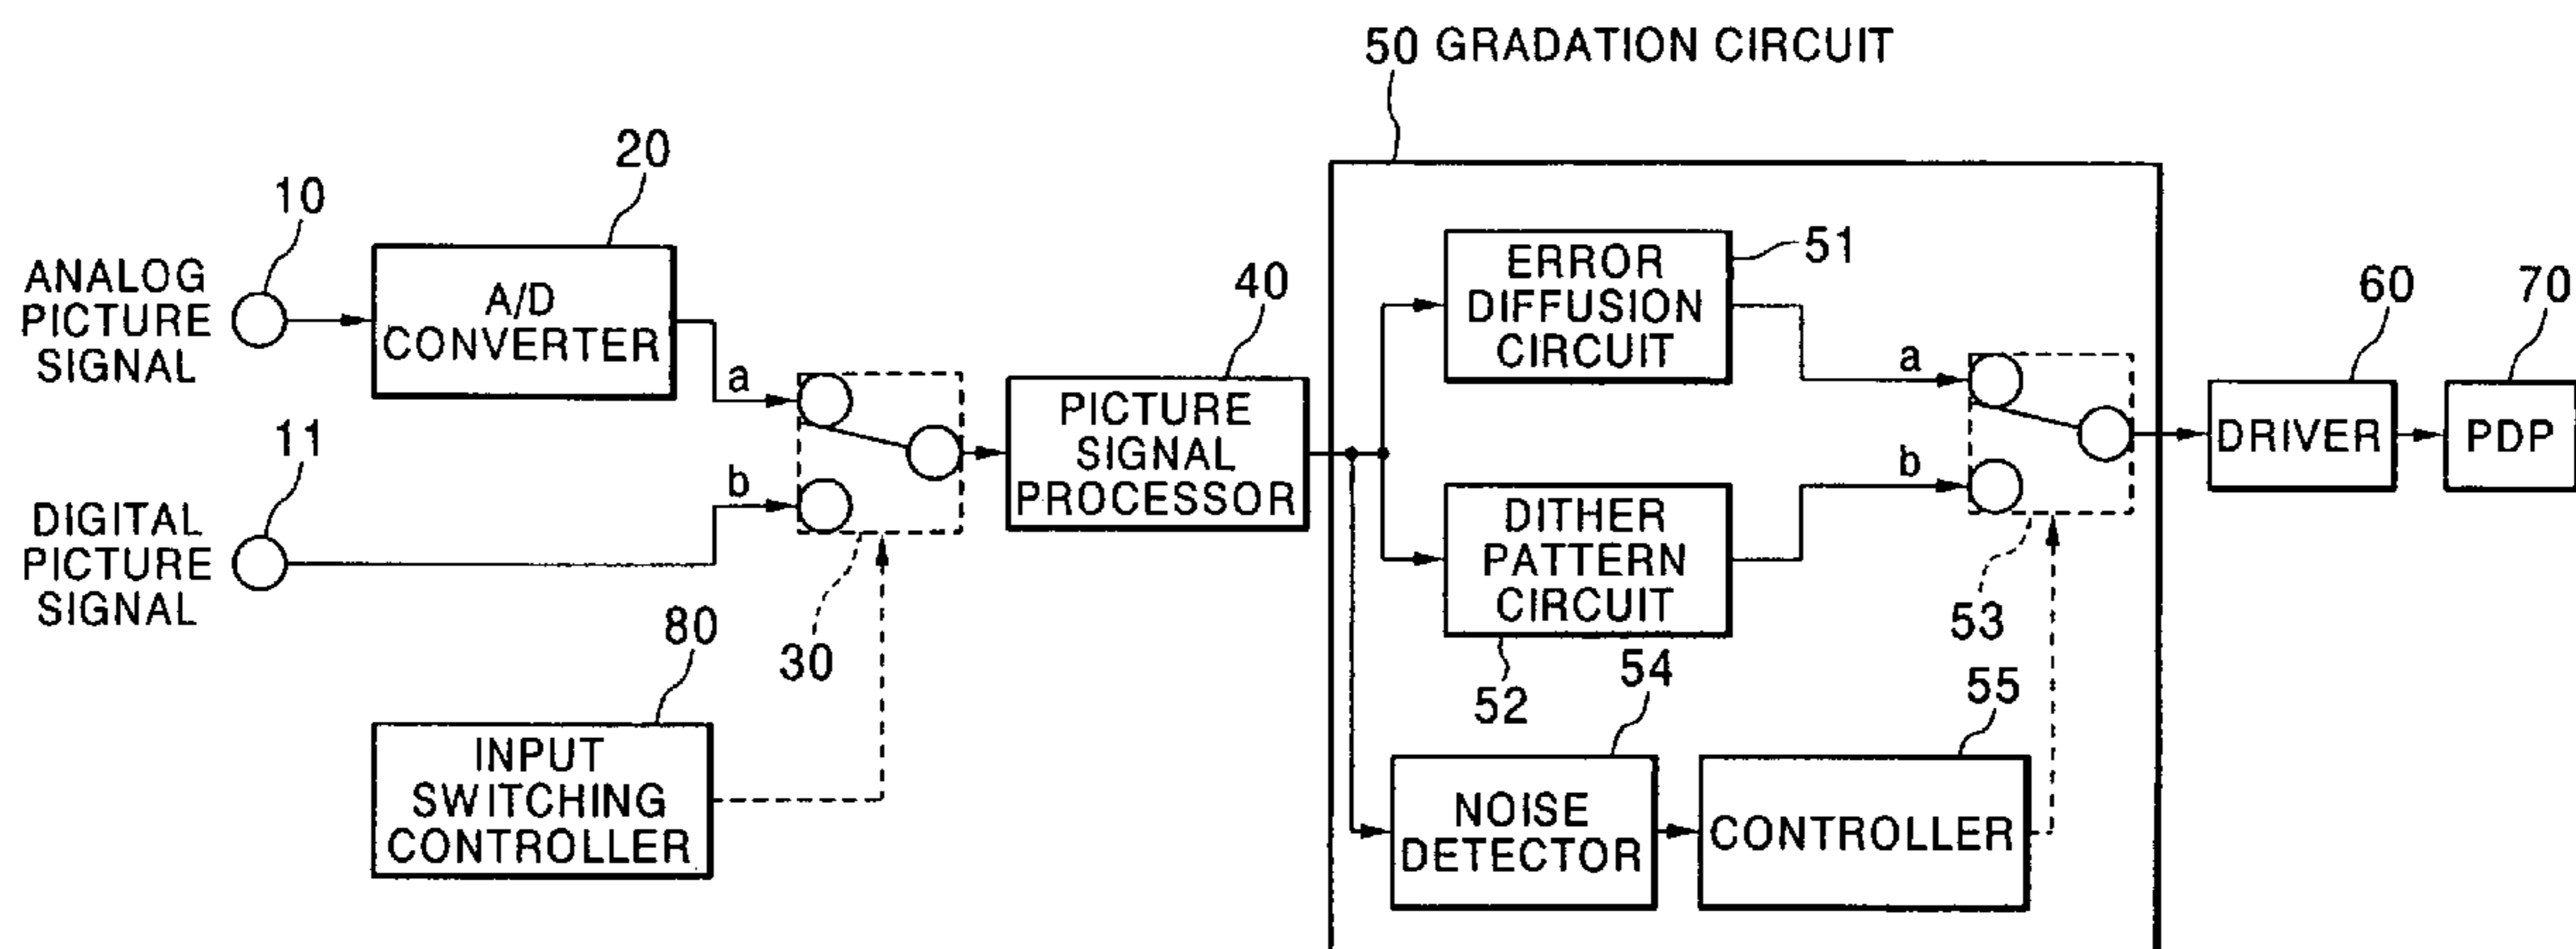 50 GRADATION CIRCUIT
20
10
ANALOG
PICTURE
SIGNAL
A/D
CONVERTER
a
11
DIGITAL
PICTURE
SIGNAL
b
30
80
INPUT
SWITCHING
CONTROLLER
40
PICTURE
SIGNAL
PROCESSOR
51
ERROR
DIFFUSION
CIRCUIT
a
DITHER
PATTERN
CIRCUIT
52
b
53
54
NOISE
DETECTOR
55
CONTROLLER
60
DRIVER
70
PDP